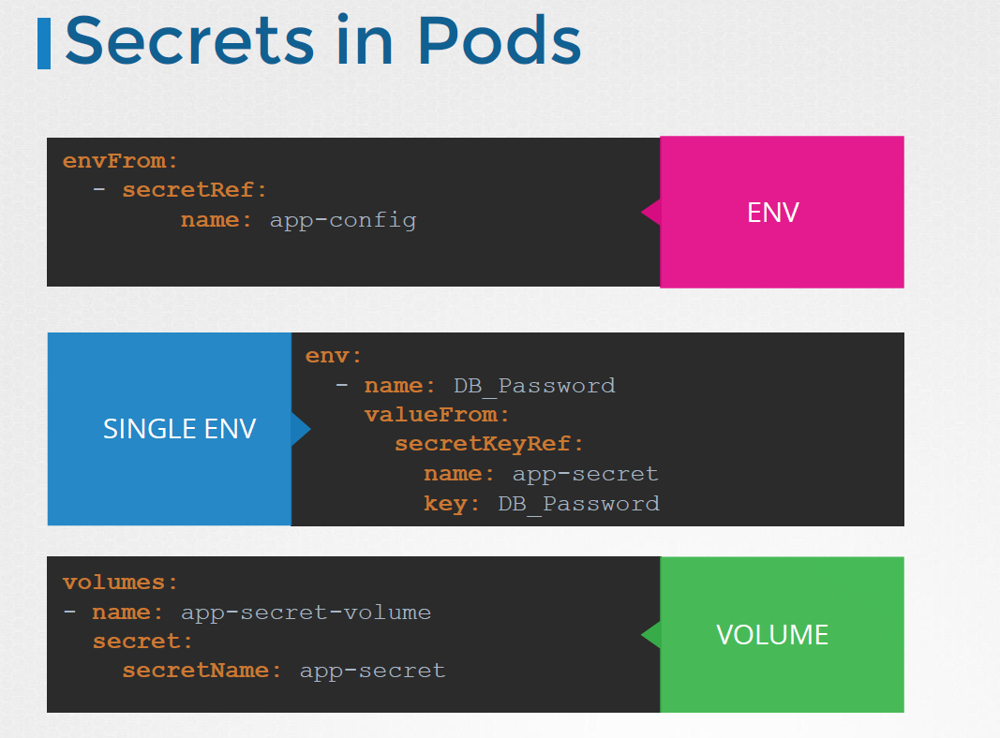 Secrets in Pods
envFrom:
  - secretRef:
        name: app-config
ENV
SINGLE ENV
env:
  - name: DB_Password
    valueFrom:
      secretKeyRef:
        name: app-secret
        key: DB_Password
volumes:
- name: app-secret-volume
  secret:
    secretName: app-secret
VOLUME